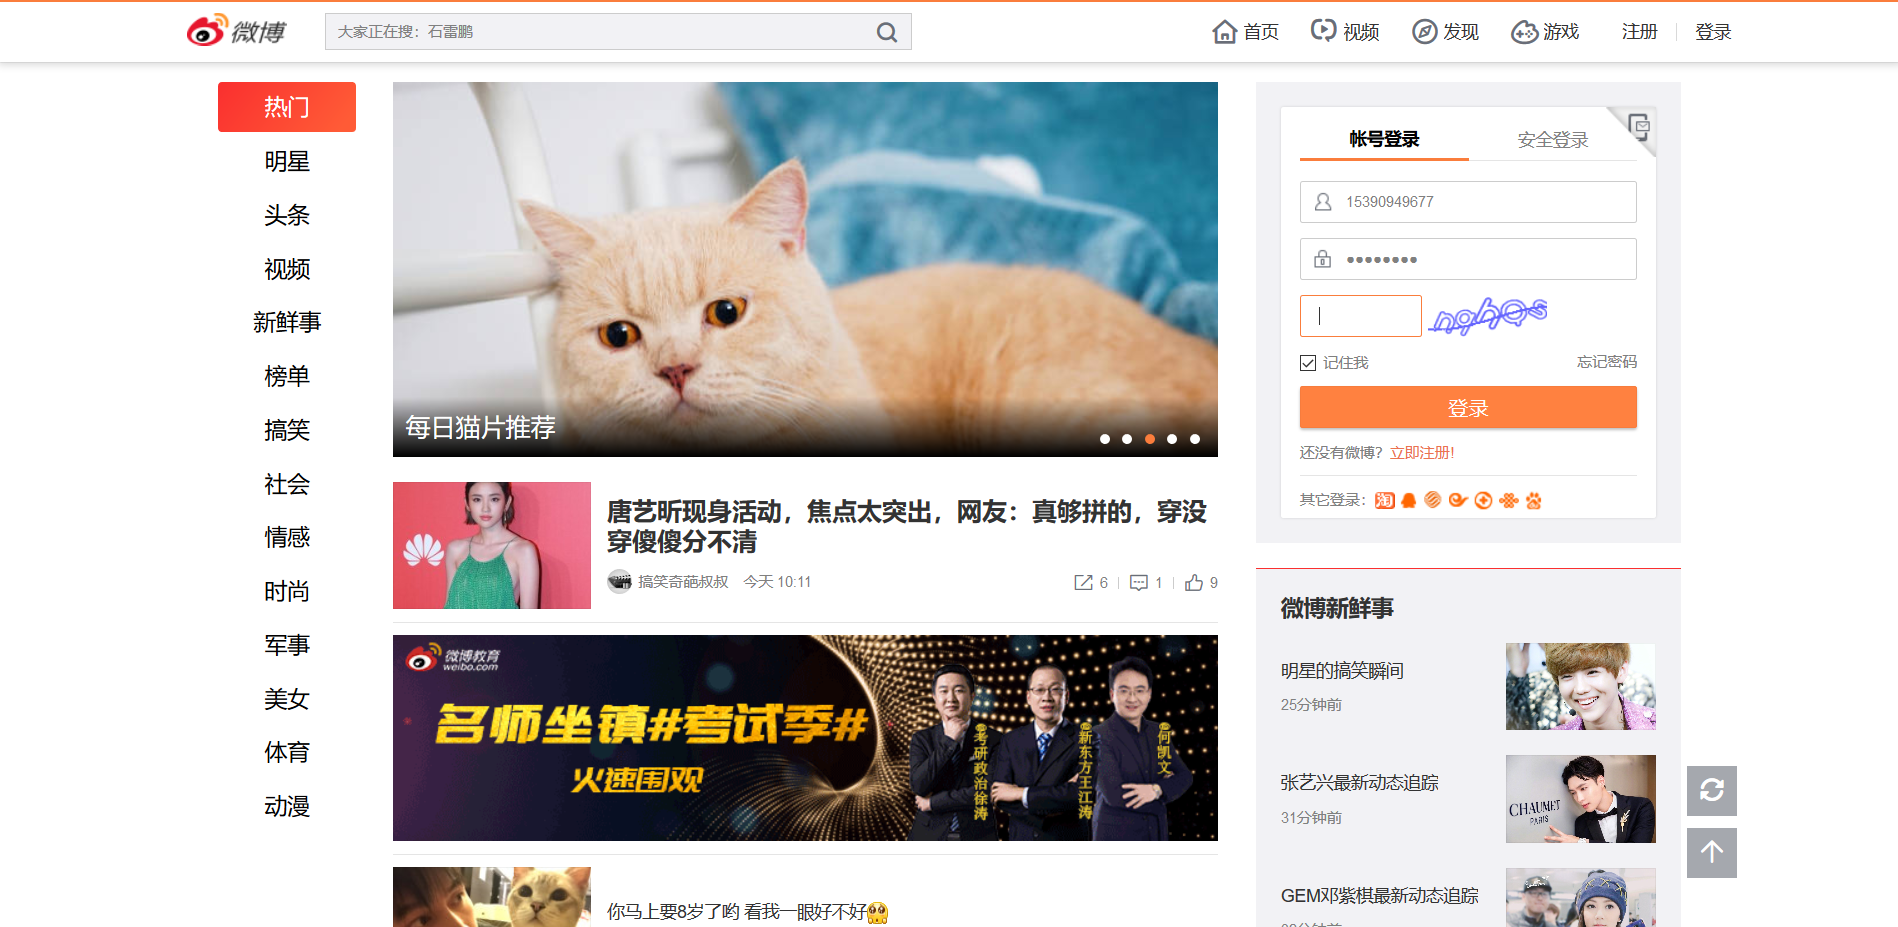 微博
大家正在搜：石雷鹏
首页
视频
发现
游戏
注册
登录
热门
明星
头条
视频
新鲜事
榜单
搞笑
社会
情感
时尚
军事
美女
体育
动漫
每日猫片推荐
唐艺昕现身活动，焦点太突出，网友：真够拼的，穿没
穿傻傻分不清
搞笑奇葩叔叔 今天 10:11
6
1
9
微博教育
weibo.com
名师坐镇#考试季#
火速围观
考研政治徐涛
新东方王江涛
何凯文
你马上要8岁了哟 看我一眼好不好
帐号登录
安全登录
15390949677
记住我
忘记密码
登录
还没有微博？立即注册!
其它登录：
淘
微博新鲜事
明星的搞笑瞬间
25分钟前
张艺兴最新动态追踪
31分钟前
CHAUMET
PARIS
GEM邓紫棋最新动态追踪